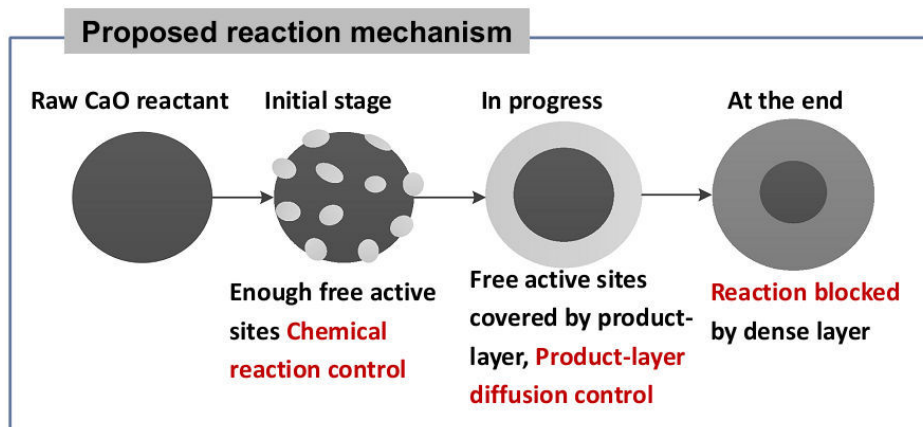 Proposed reaction mechanism
Raw CaO reactant
Initial stage
In progress
At the end
Enough free active
sites Chemical
reaction control
Free active sites
covered by product-
layer, Product-layer
diffusion control
Reaction blocked
by dense layer